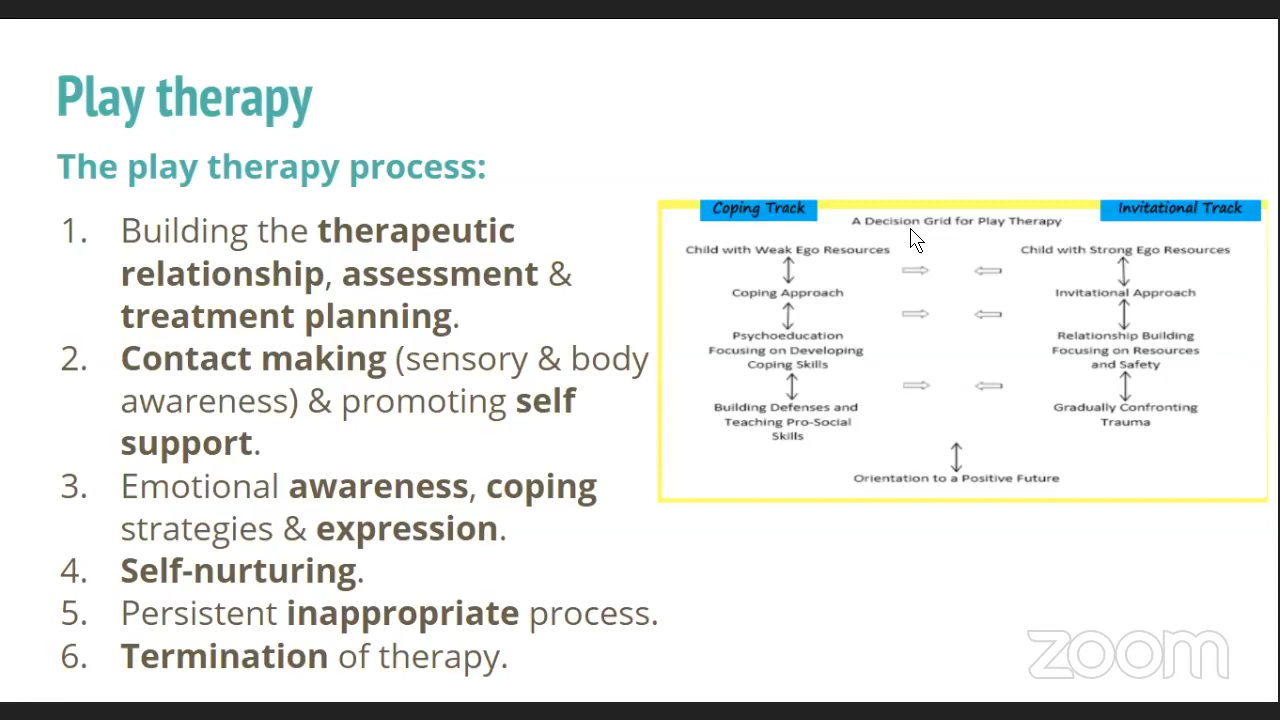 Play therapy
The play therapy process:
1. Building the therapeutic
relationship, assessment &
treatment planning.
2. Contact making (sensory & body
awareness) & promoting self
support.
3. Emotional awareness, coping
strategies & expression.
4. Self-nurturing.
5. Persistent inappropriate process.
6. Termination of therapy.
Coping Track
Invitational Track
A Decision Grid for Play Therapy
Child with Weak Ego Resources
Coping Approach
Psychoeducation
Focusing on Developing
Coping Skills
Building Defenses and
Teaching Pro-Social
Skills
Child with Strong Ego Resources
Invitational Approach
Relationship Building
Focusing on Resources
and Safety
Gradually Confronting
Trauma
Orientation to a Positive Future
zoom